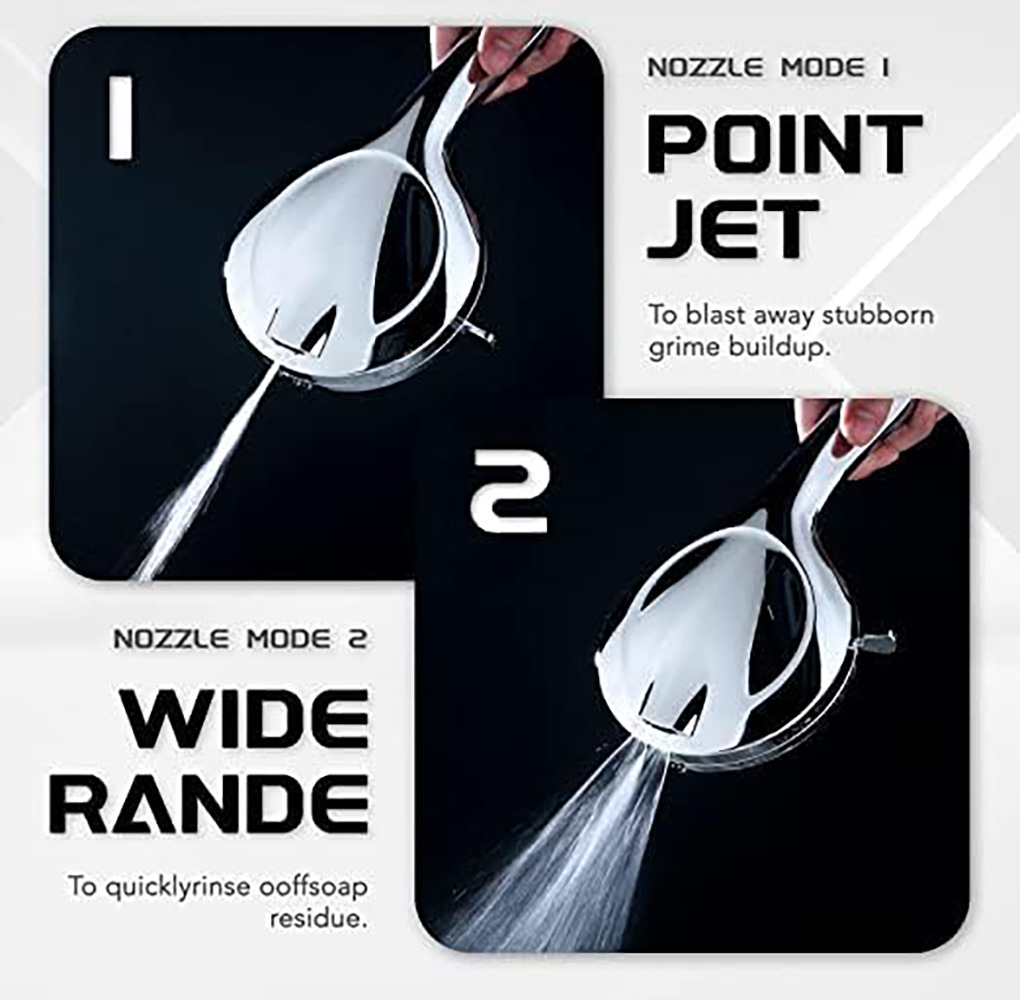 1
NOZZLE MODE 1
POINT
JET
To blast away stubborn
grime buildup.
2
NOZZLE MODE 2
WIDE
RANDE
To quicklyrinse ooffsoap
residue.